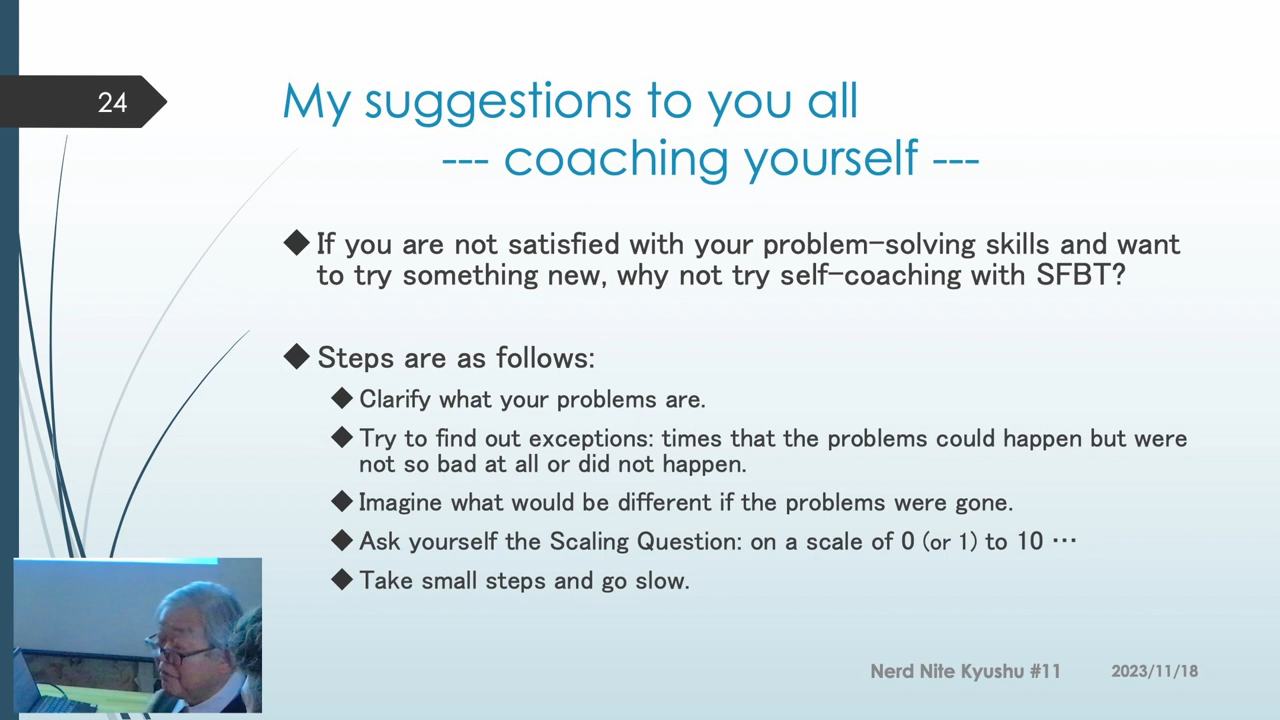 24
My suggestions to you all
--- coaching yourself ---
◆ If you are not satisfied with your problem-solving skills and want
to try something new, why not try self-coaching with SFBT?
◆ Steps are as follows:
◆ Clarify what your problems are.
◆ Try to find out exceptions: times that the problems could happen but were
not so bad at all or did not happen.
◆ Imagine what would be different if the problems were gone.
◆ Ask yourself the Scaling Question: on a scale of 0 (or 1) to 10 …
◆ Take small steps and go slow.
Nerd Nite Kyushu #11 2023/11/18